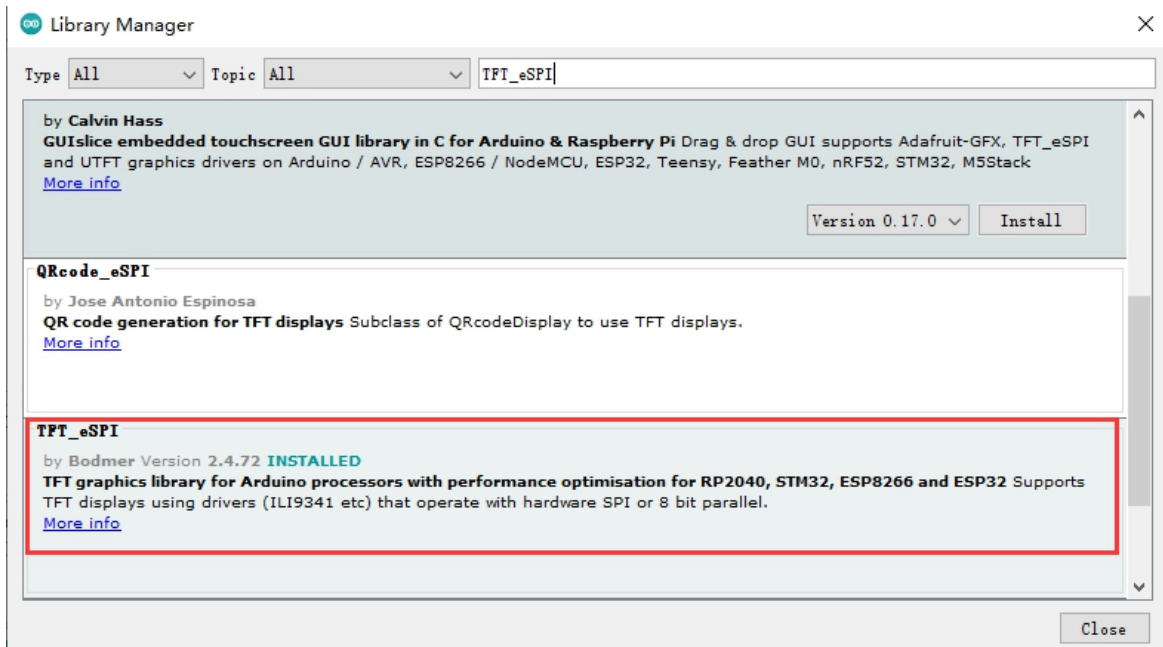 Library Manager
Type All Topic All TFT_eSPI
by Calvin Hass
GUIslice embedded touchscreen GUI library in C for Arduino & Raspberry Pi Drag & drop GUI supports Adafruit-GFX, TFT_eSPI
and UTFT graphics drivers on Arduino / AVR, ESP8266 / NodeMCU, ESP32, Teensy, Feather M0, nRF52, STM32, M5Stack
More info
Version 0.17.0 Install
QRcode_eSPI
by Jose Antonio Espinosa
QR code generation for TFT displays Subclass of QRcodeDisplay to use TFT displays.
More info
TFT_eSPI
by Bodmer Version 2.4.72 INSTALLED
TFT graphics library for Arduino processors with performance optimisation for RP2040, STM32, ESP8266 and ESP32 Supports
TFT displays using drivers (ILI9341 etc) that operate with hardware SPI or 8 bit parallel.
More info
Close